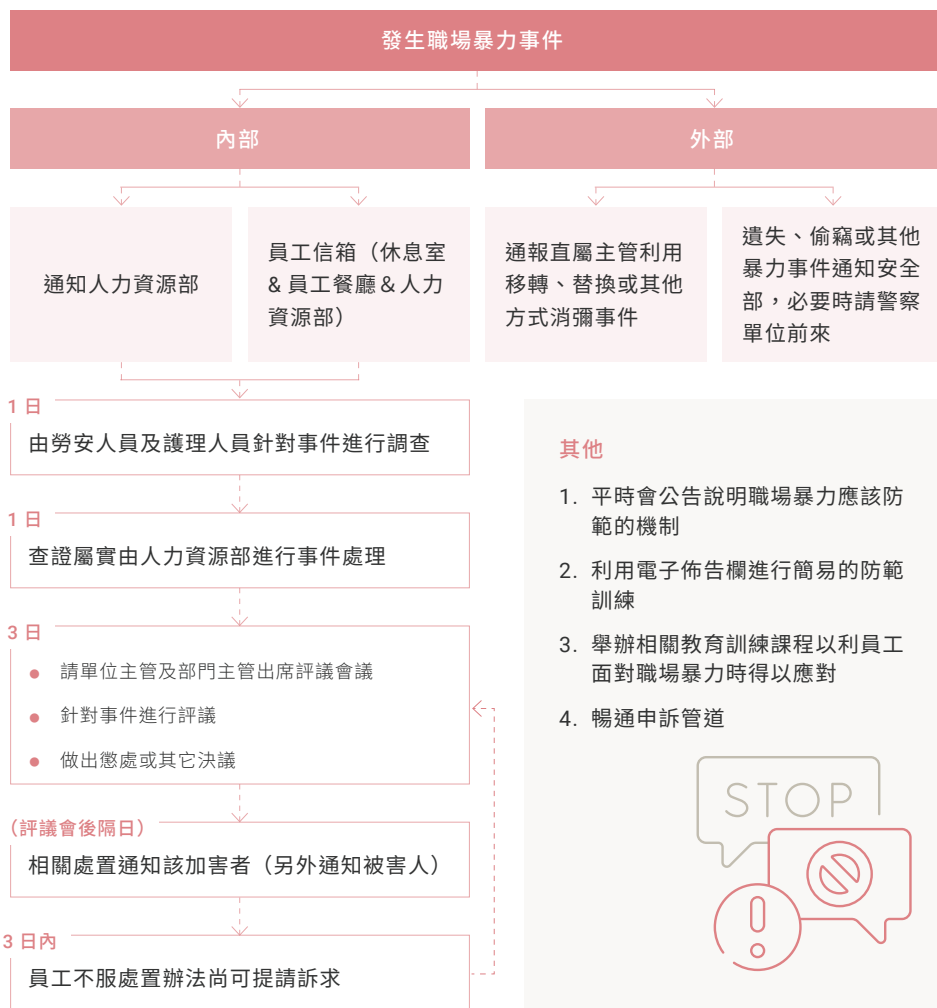 發生職場暴力事件
內部
外部
通知人力資源部
員工信箱（休息室
& 員工餐廳＆人力
資源部）
通報直屬主管利用
移轉、替換或其他
方式消彌事件
遺失、偷竊或其他
暴力事件通知安全
部，必要時請警察
單位前來
1 日
由勞安人員及護理人員針對事件進行調查
1 日
查證屬實由人力資源部進行事件處理
3 日
● 請單位主管及部門主管出席評議會議
● 針對事件進行評議
● 做出懲處或其它決議
（評議會後隔日）
相關處置通知該加害者（另外通知被害人）
3 日內
員工不服處置辦法尚可提請訴求
其他
1. 平時會公告說明職場暴力應該防
範的機制
2. 利用電子佈告欄進行簡易的防範
訓練
3. 舉辦相關教育訓練課程以利員工
面對職場暴力時得以應對
4. 暢通申訴管道
STOP